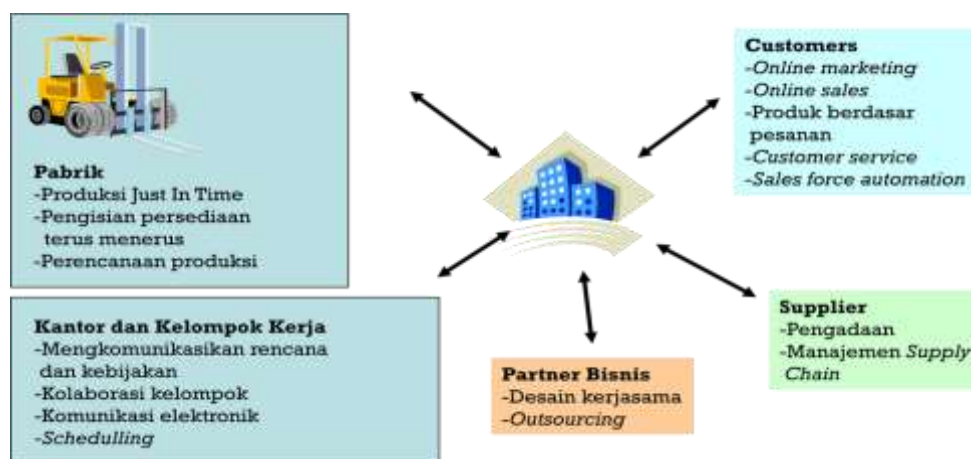 Pabrik
-Produksi Just In Time
-Pengisian persediaan
terus menerus
-Perencanaan produksi
Kantor dan Kelompok Kerja
-Mengkomunikasikan rencana
dan kebijakan
-Kolaborasi kelompok
-Komunikasi elektronik
-Schedulling
Customers
-Online marketing
-Online sales
-Produk berdasar
pesanan
-Customer service
-Sales force automation
Supplier
-Pengadaan
-Manajemen Supply
Chain
Partner Bisnis
-Desain kerjasama
-Outsourcing